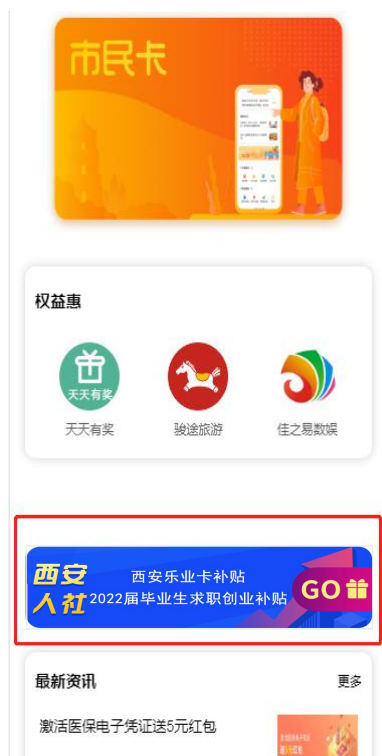 市民卡
权益惠
天天有奖
天天有奖
骏途旅游
佳之易数娱
西安
人社
西安乐业卡补贴
2022届毕业生求职创业补贴
GO
最新资讯
更多
激活医保电子凭证送5元红包